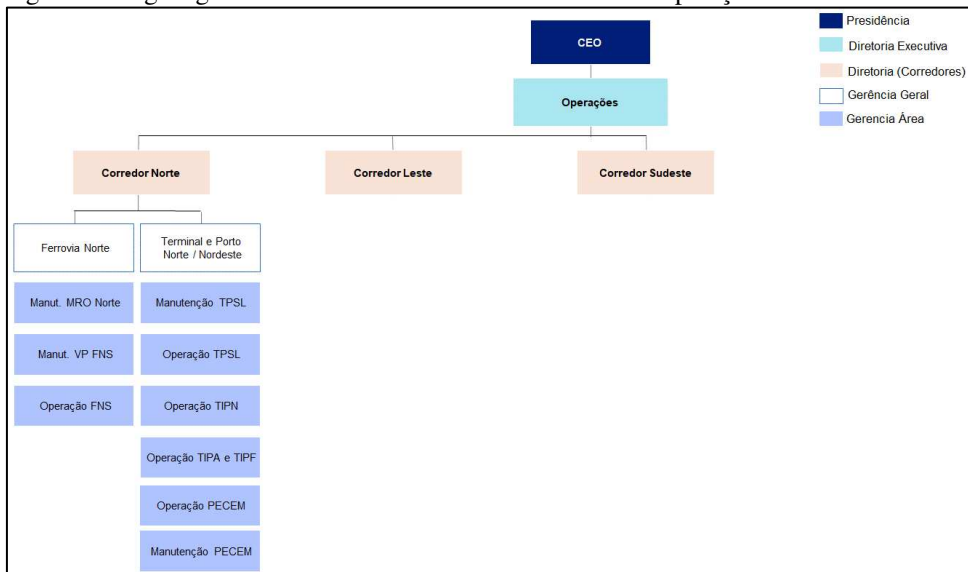 CEO
Presidência
Diretoria Executiva
Diretoria (Corredores)
Gerência Geral
Gerencia Área
Operações
Corredor Norte
Corredor Leste
Corredor Sudeste
Ferrovia Norte
Terminal e Porto
Norte / Nordeste
Manut. MRO Norte
Manutenção TPSL
Manut. VP FNS
Operação TPSL
Operação FNS
Operação TIPN
Operação TIPA e TIPF
Operação PECEM
Manutenção PECEM